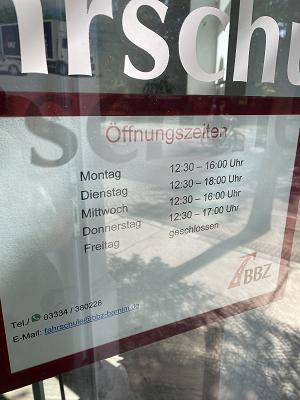 Fahrschule
Öffnungszeiten
Montag 12:30 – 16:00 Uhr
Dienstag 12:30 – 18:00 Uhr
Mittwoch 12:30 – 16:00 Uhr
Donnerstag 12:30 – 17:00 Uhr
Freitag geschlossen
BBZ
Tel./ 03334 / 380228
E-Mail: fahrschule@bbz-barnim.de